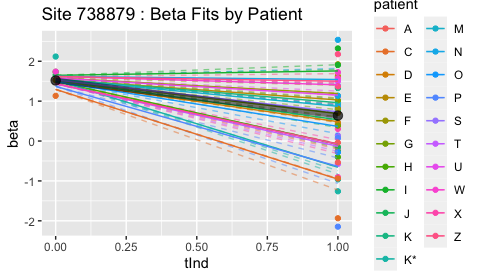 Site 738879 : Beta Fits by Patient
beta
2
1
0
-1
-2
0.00
0.25
0.50
0.75
1.00
tInd
patient
A
C
D
E
F
G
H
I
J
K
K*
M
N
O
P
S
T
U
W
X
Z